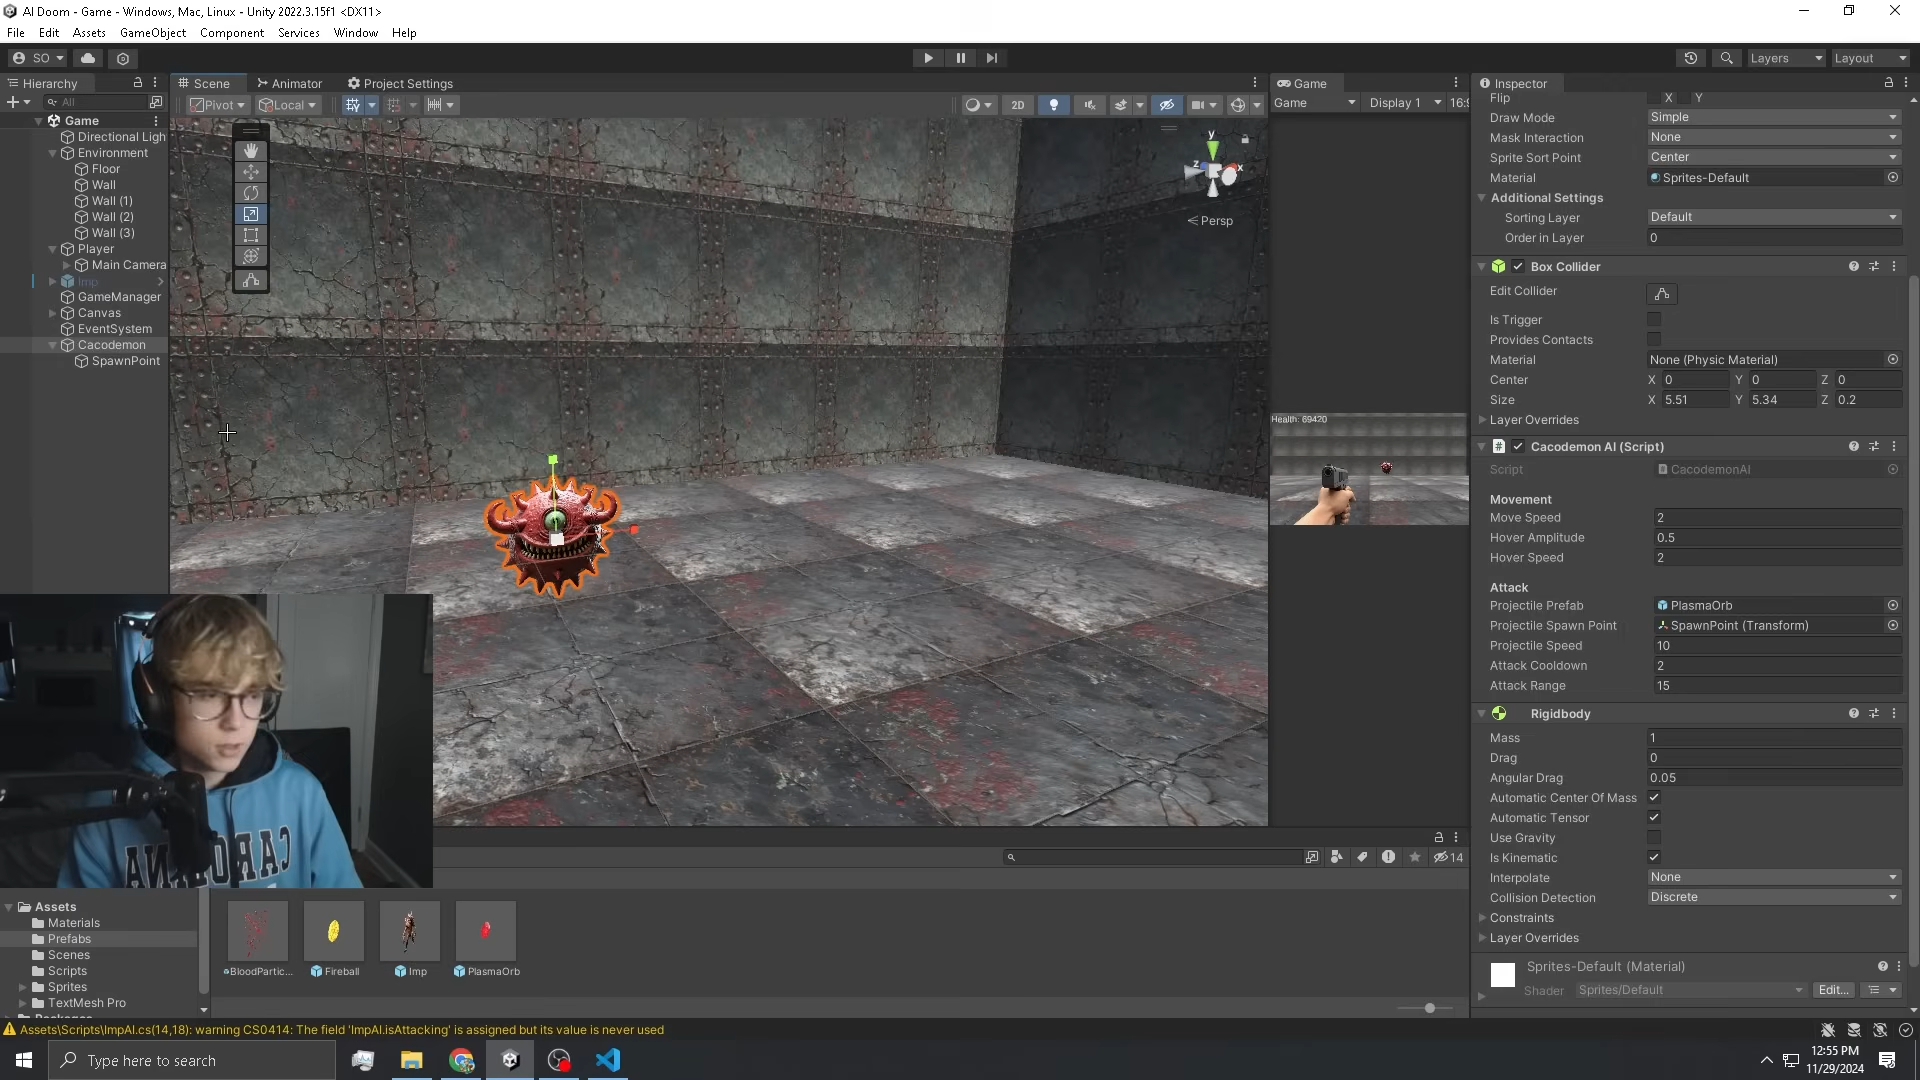 AI Doom - Game - Windows, Mac, Linux - Unity 2022.3.15f1 <DX11>
File Edit Assets GameObject Component Services Window Help
SO Layers Layout
Hierarchy Scene Animator Project Settings Game Inspector
All Pivot Local 2D Game Display 1 16:9
Game
Directional Ligh
Environment
Floor
Wall
Wall (1)
Wall (2)
Wall (3)
Player
Main Camera
Imp
GameManager
Canvas
EventSystem
Cacodemon
SpawnPoint
y
z x
Persp
Health: 69420
CAROLINA
Flip X Y
Draw Mode Simple
Mask Interaction None
Sprite Sort Point Center
Material Sprites-Default
Additional Settings
Sorting Layer Default
Order in Layer 0
Box Collider
Edit Collider
Is Trigger
Provides Contacts
Material None (Physic Material)
Center X 0 Y 0 Z 0
Size X 5.51 Y 5.34 Z 0.2
Layer Overrides
Cacodemon AI (Script)
Script CacodemonAI
Movement
Move Speed 2
Hover Amplitude 0.5
Hover Speed 2
Attack
Projectile Prefab PlasmaOrb
Projectile Spawn Point SpawnPoint (Transform)
Projectile Speed 10
Attack Cooldown 2
Attack Range 15
Rigidbody
Mass 1
Drag 0
Angular Drag 0.05
Automatic Center Of Mass
Automatic Tensor
Use Gravity
Is Kinematic
Interpolate None
Collision Detection Discrete
Constraints
Layer Overrides
Sprites-Default (Material)
Shader Sprites/Default Edit...
14
Assets
Materials
Prefabs
Scenes
Scripts
Sprites
TextMesh Pro
BloodPartic... Fireball Imp PlasmaOrb
Assets\Scripts\ImpAI.cs(14,18): warning CS0414: The field 'ImpAI.isAttacking' is assigned but its value is never used
Type here to search
12:55 PM
11/29/2024